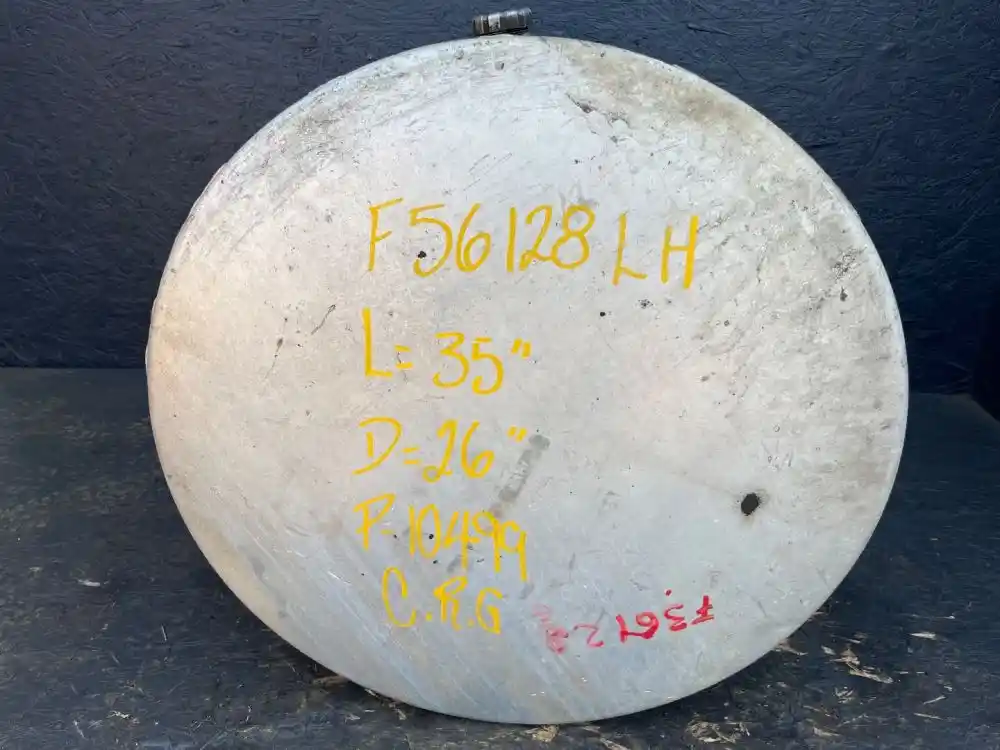 F56128 LH
L= 35"
D=26"
P-10499
C.R.G